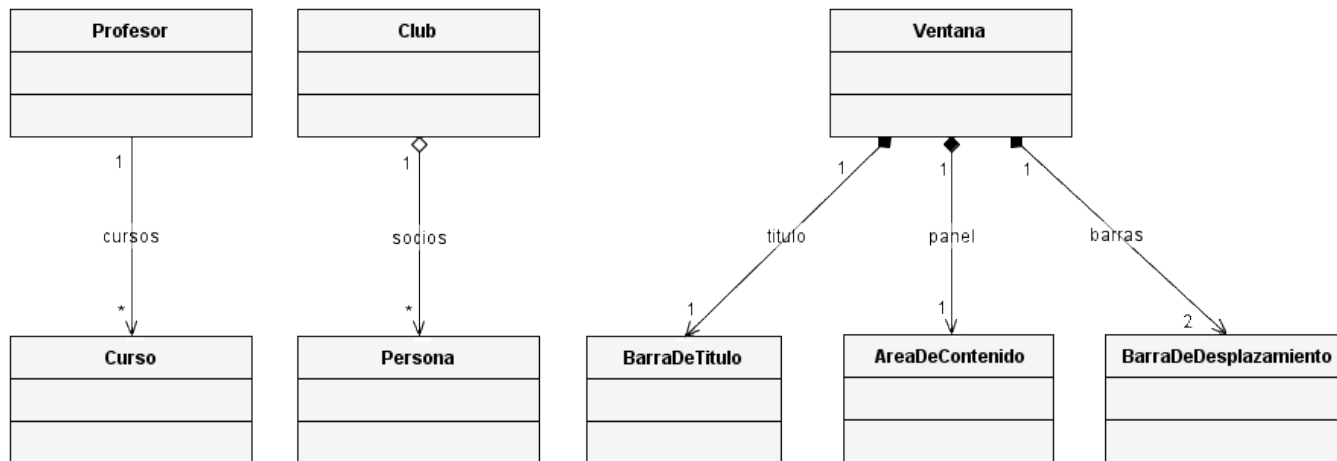 Profesor
Club
Ventana
1
1
1
1
1
cursos
socios
titulo
panel
barras
*
*
1
1
2
Curso
Persona
BarraDeTitulo
AreaDeContenido
BarraDeDesplazamiento